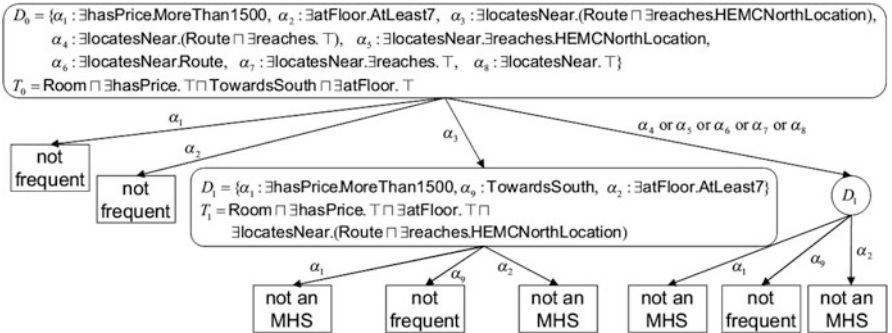 D₀ = {α₁ : ∃hasPrice.MoreThan1500, α₂ : ∃atFloor.AtLeast7, α₃ : ∃locatesNear.(Route ⊓ ∃reaches.HEMCNorthLocation),
α₄ : ∃locatesNear.(Route ⊓ ∃reaches. ⊤), α₅ : ∃locatesNear.∃reaches.HEMCNorthLocation,
α₆ : ∃locatesNear.Route, α₇ : ∃locatesNear.∃reaches. ⊤, α₈ : ∃locatesNear. ⊤}
T₀ = Room ⊓ ∃hasPrice. ⊤ ⊓ TowardsSouth ⊓ ∃atFloor. ⊤
α₁
α₂
α₃
α₄ or α₅ or α₆ or α₇ or α₈
not
frequent
not
frequent
D₁ = {α₁ : ∃hasPrice.MoreThan1500, α₉ : TowardsSouth, α₂ : ∃atFloor.AtLeast7}
T₁ = Room ⊓ ∃hasPrice. ⊤ ⊓ ∃atFloor. ⊤ ⊓
∃locatesNear.(Route ⊓ ∃reaches.HEMCNorthLocation)
D₁
α₁
α₉
α₂
α₁
α₉
α₂
not an
MHS
not
frequent
not an
MHS
not an
MHS
not
frequent
not an
MHS